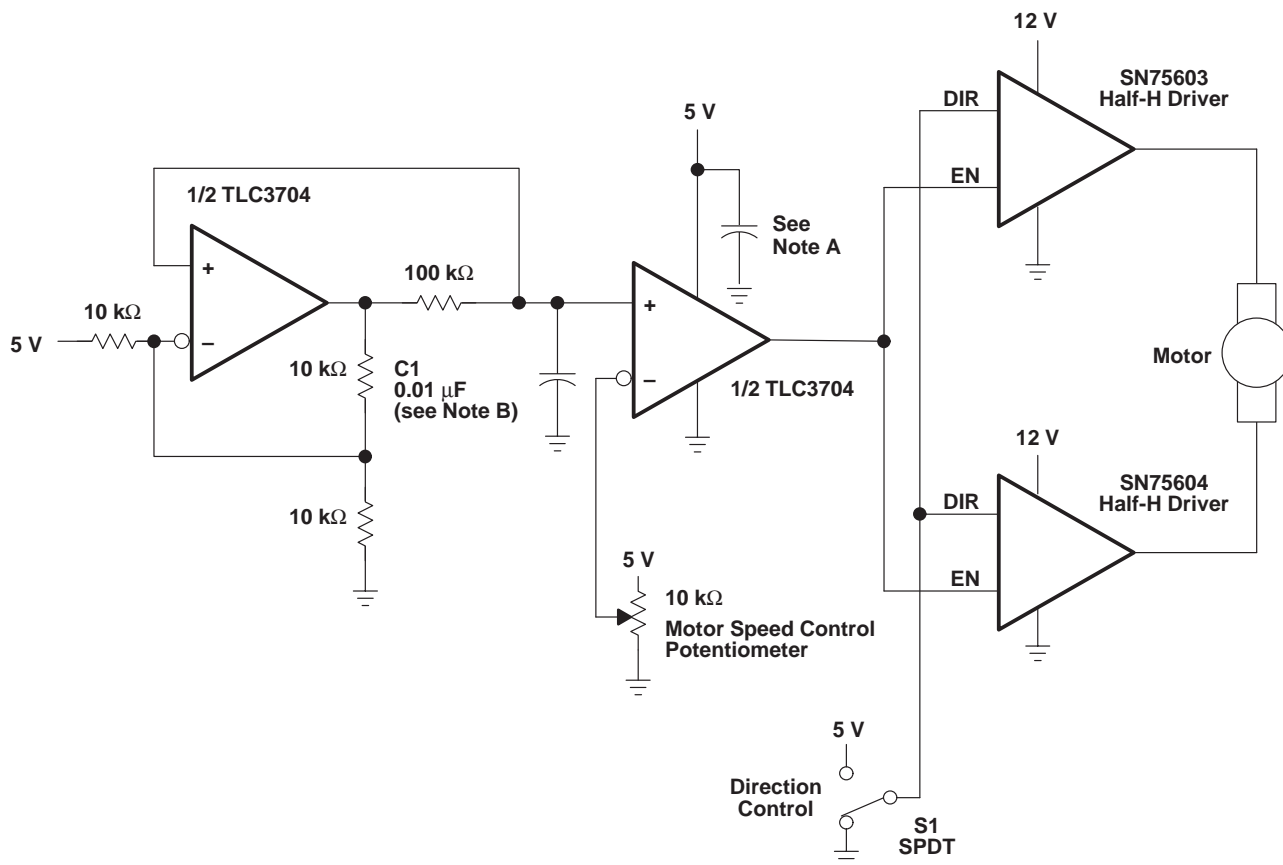 12 V
SN75603
Half-H Driver
DIR
EN
5 V
See
Note A
1/2 TLC3704
+
–
100 kΩ
10 kΩ
5 V
10 kΩ
C1
0.01 μF
(see Note B)
10 kΩ
+
–
1/2 TLC3704
Motor
12 V
SN75604
Half-H Driver
DIR
EN
5 V
10 kΩ
Motor Speed Control
Potentiometer
5 V
Direction
Control
S1
SPDT